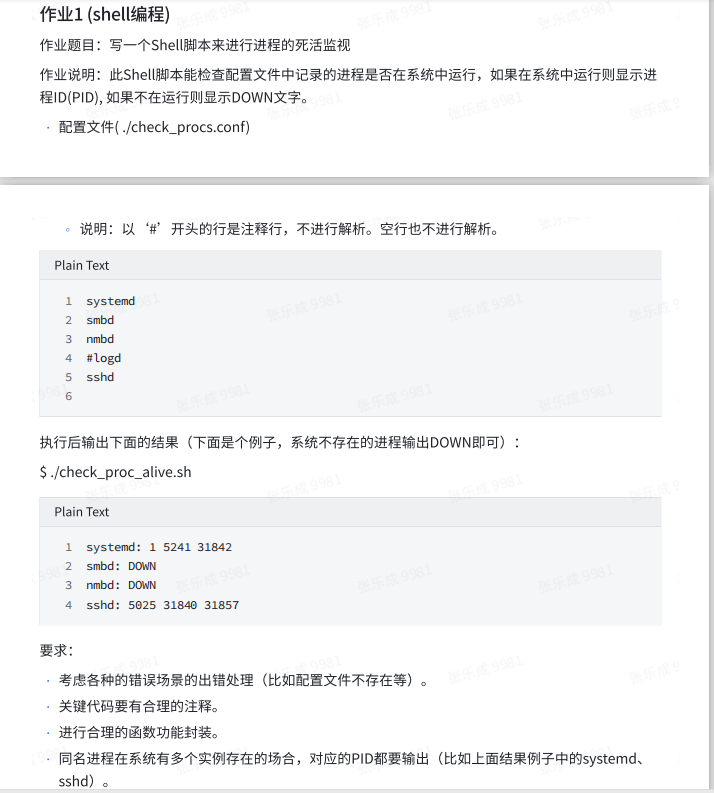 作业1 (shell编程)
作业题目：写一个Shell脚本来进行进程的死活监视
作业说明：此Shell脚本能检查配置文件中记录的进程是否在系统中运行，如果在系统中运行则显示进
程ID(PID), 如果不在运行则显示DOWN文字。
· 配置文件( ./check_procs.conf)
◦ 说明：以‘#’开头的行是注释行，不进行解析。空行也不进行解析。
Plain Text
1 systemd
2 smbd
3 nmbd
4 #logd
5 sshd
6
执行后输出下面的结果（下面是个例子，系统不存在的进程输出DOWN即可）：
$ ./check_proc_alive.sh
Plain Text
1 systemd: 1 5241 31842
2 smbd: DOWN
3 nmbd: DOWN
4 sshd: 5025 31840 31857
要求：
· 考虑各种的错误场景的出错处理（比如配置文件不存在等）。
· 关键代码要有合理的注释。
· 进行合理的函数功能封装。
· 同名进程在系统有多个实例存在的场合，对应的PID都要输出（比如上面结果例子中的systemd、
sshd）。
张乐成 9981